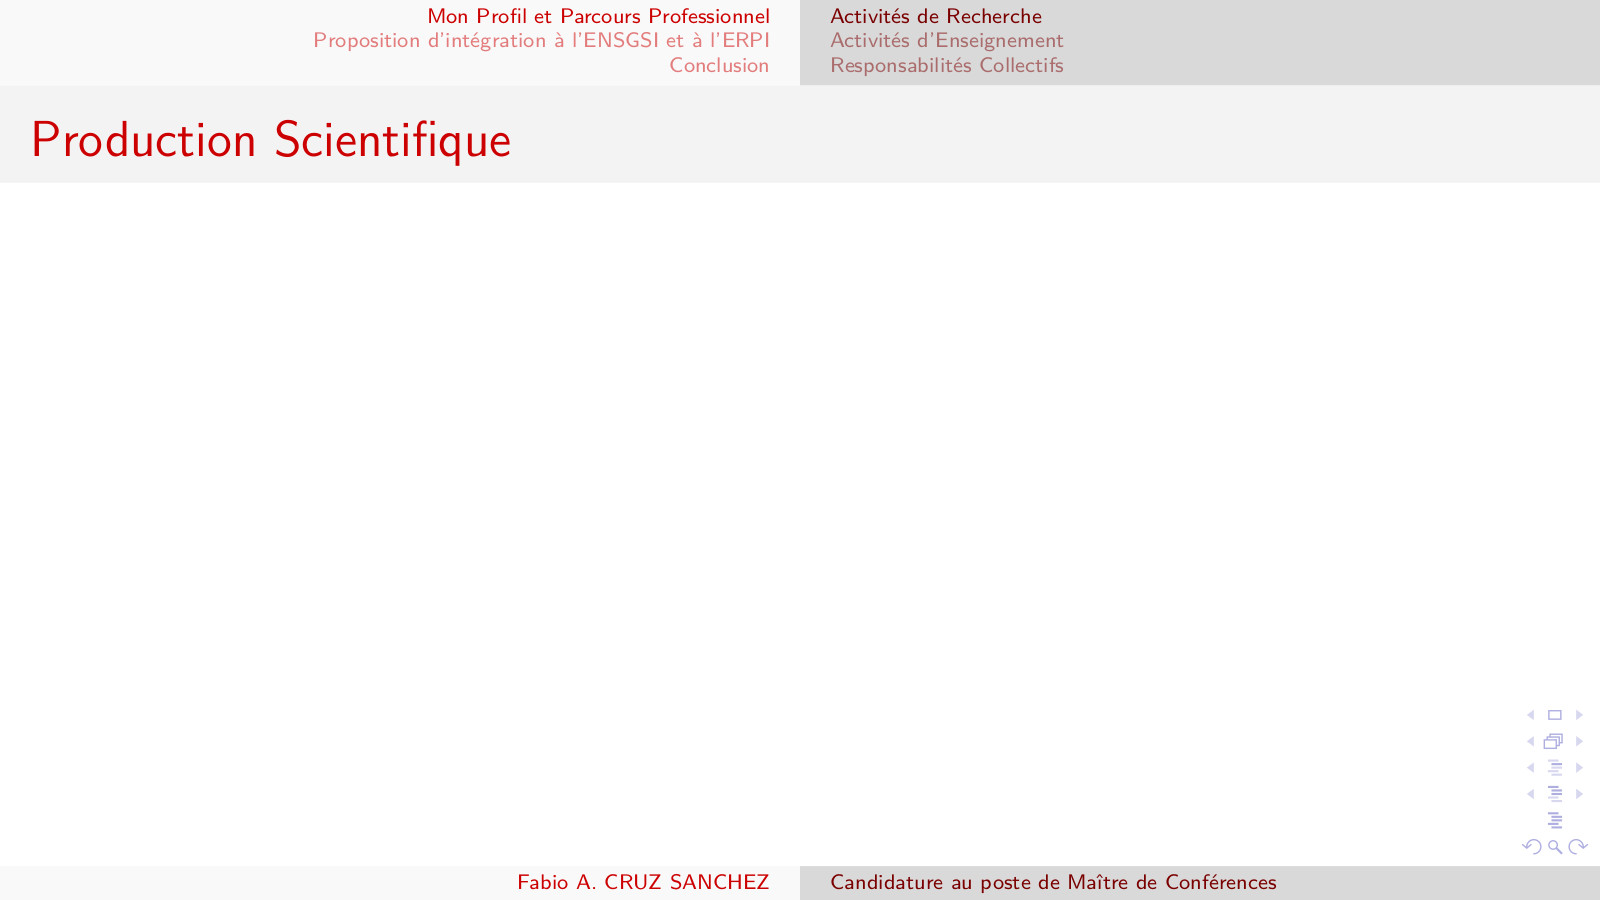 Mon Profil et Parcours Professionnel
Proposition d'intégration à l'ENSGSI et à l'ERPI
Conclusion
Activités de Recherche
Activités d'Enseignement
Responsabilités Collectifs
Production Scientifique
Fabio A. CRUZ SANCHEZ
Candidature au poste de Maître de Conférences